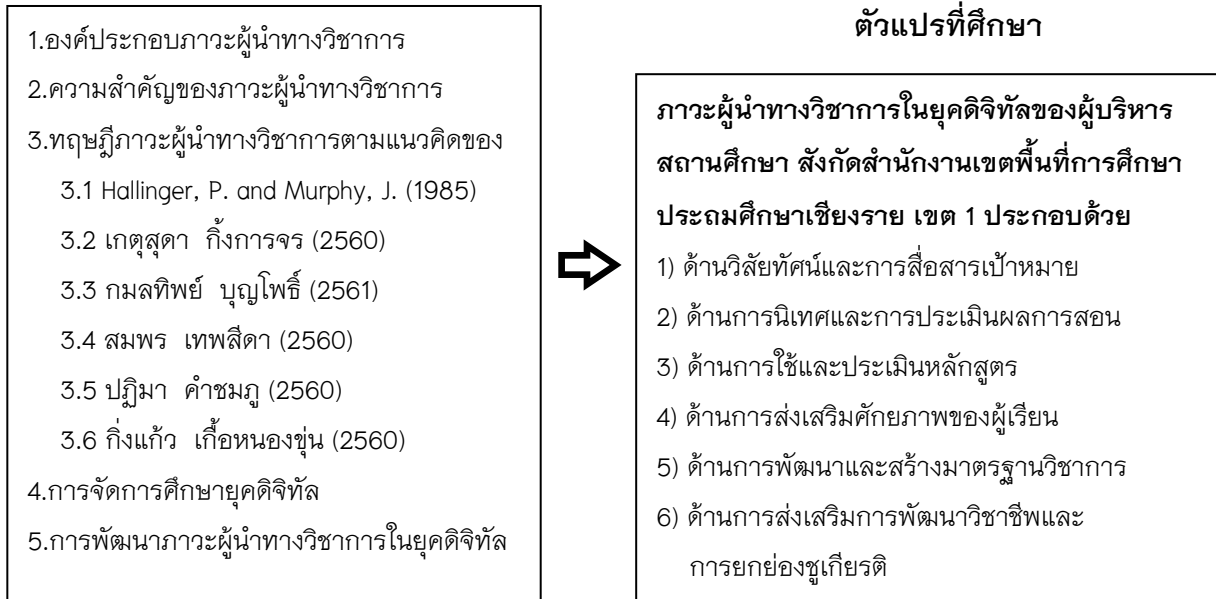 1.องค์ประกอบภาวะผู้นำทางวิชาการ
2.ความสำคัญของภาวะผู้นำทางวิชาการ
3.ทฤษฎีภาวะผู้นำทางวิชาการตามแนวคิดของ
3.1 Hallinger, P. and Murphy, J. (1985)
3.2 เกตุสุดา กิ้งการจร (2560)
3.3 กมลทิพย์ บุญโพธิ์ (2561)
3.4 สมพร เทพสีดา (2560)
3.5 ปฏิมา คำชมภู (2560)
3.6 กิ่งแก้ว เกื้อหนองขุ่น (2560)
4.การจัดการศึกษายุคดิจิทัล
5.การพัฒนาภาวะผู้นำทางวิชาการในยุคดิจิทัล
ตัวแปรที่ศึกษา
ภาวะผู้นำทางวิชาการในยุคดิจิทัลของผู้บริหาร
สถานศึกษา สังกัดสำนักงานเขตพื้นที่การศึกษา
ประถมศึกษาเชียงราย เขต 1 ประกอบด้วย
1) ด้านวิสัยทัศน์และการสื่อสารเป้าหมาย
2) ด้านการนิเทศและการประเมินผลการสอน
3) ด้านการใช้และประเมินหลักสูตร
4) ด้านการส่งเสริมศักยภาพของผู้เรียน
5) ด้านการพัฒนาและสร้างมาตรฐานวิชาการ
6) ด้านการส่งเสริมการพัฒนาวิชาชีพและ
การยกย่องชูเกียรติ